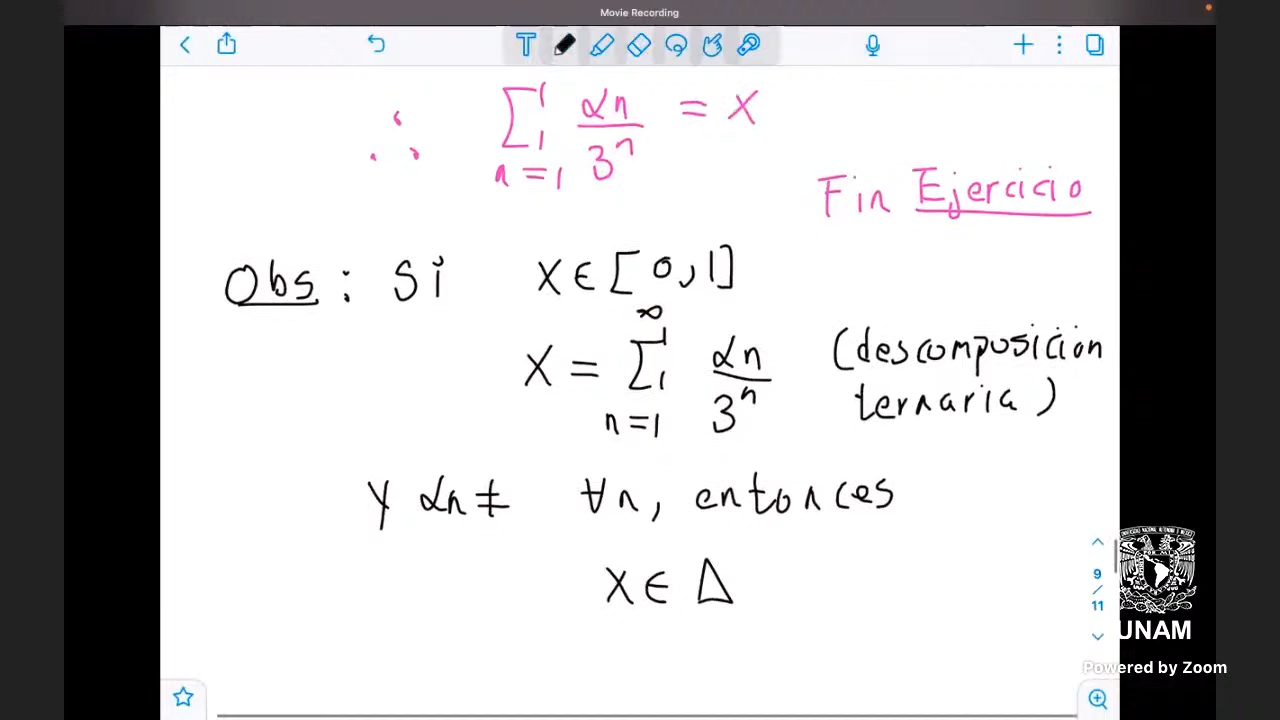 Movie Recording
∴ ∑ n=1 αn/3^n = x
Fin Ejercicio
Obs: Si x ∈ [0,1]
x = ∑ n=1 ∞ αn/3^n (descomposicion
ternaria)
y αn ≠ ∀n, entonces
x ∈ Δ
9
/
11
UNAM
Powered by Zoom